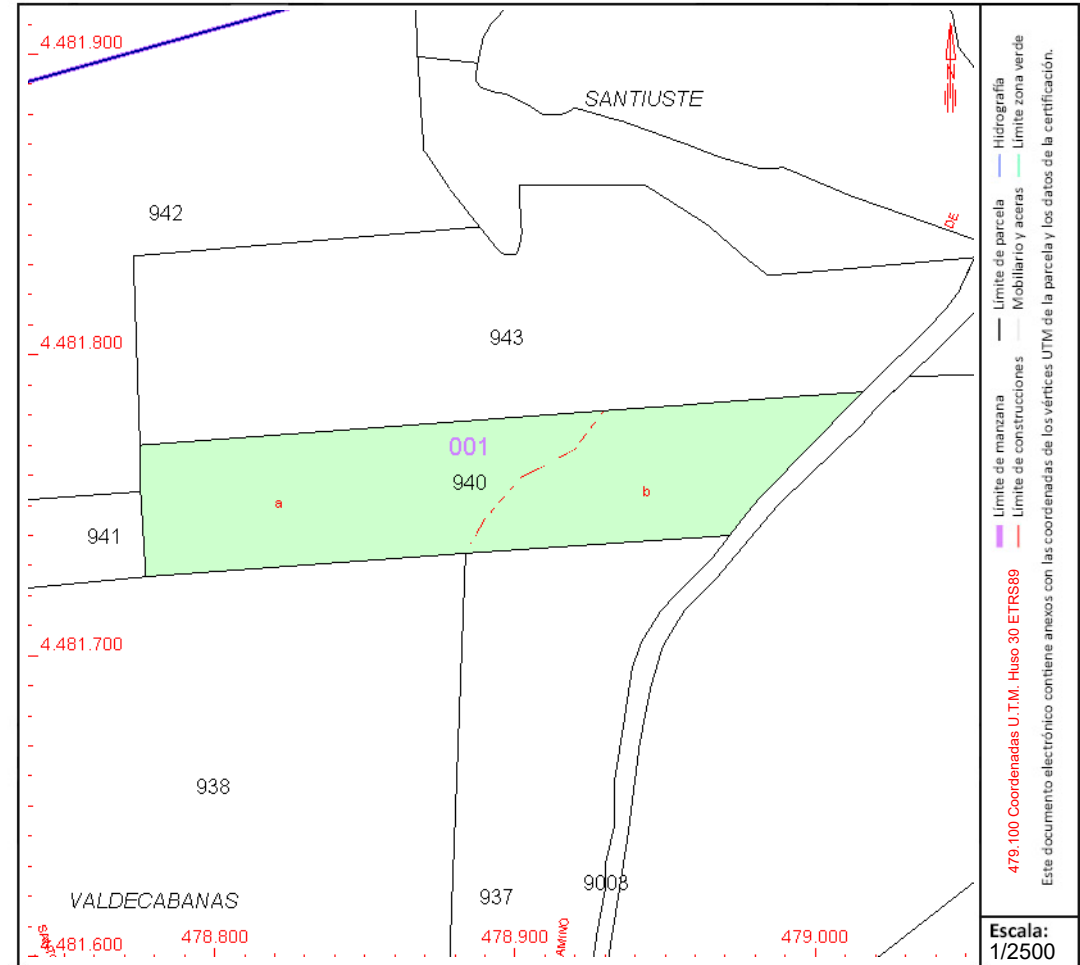 4.481.900
SANTIUSTE
N
942
DE
4.481.800
943
001
940
a
b
941
4.481.700
938
9003
937
VALDECABANAS
4.481.600
478.800
478.900
479.000
Límite de manzana
Límite de parcela
Hidrografía
Límite de construcciones
Mobiliario y aceras
Límite zona verde
479.100 Coordenadas U.T.M. Huso 30 ETRS89
Este documento electrónico contiene anexos con las coordenadas de los vértices UTM de la parcela y los datos de la certificación.
Escala:
1/2500